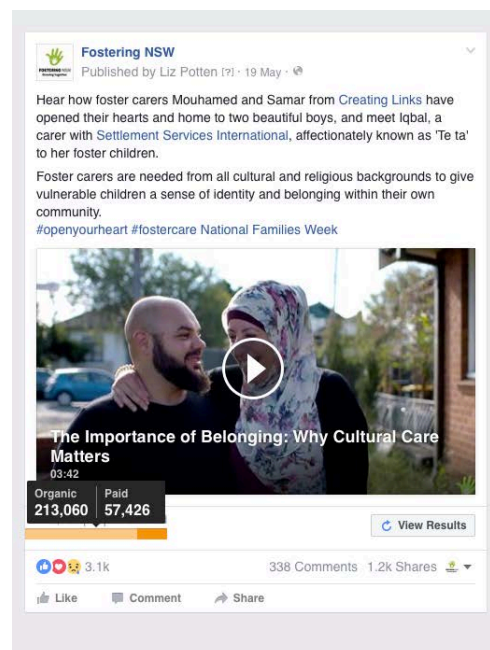 Fostering NSW
FOSTERING NSW
Published by Liz Potten [?] · 19 May ·
Hear how foster carers Mouhamed and Samar from Creating Links have
opened their hearts and home to two beautiful boys, and meet Iqbal, a
carer with Settlement Services International, affectionately known as 'Te ta'
to her foster children.
Foster carers are needed from all cultural and religious backgrounds to give
vulnerable children a sense of identity and belonging within their own
community.
#openyourheart #fostercare National Families Week
The Importance of Belonging: Why Cultural Care
Matters
03:42
Organic Paid
213,060 57,426
View Results
3.1k 338 Comments 1.2k Shares
Like Comment Share